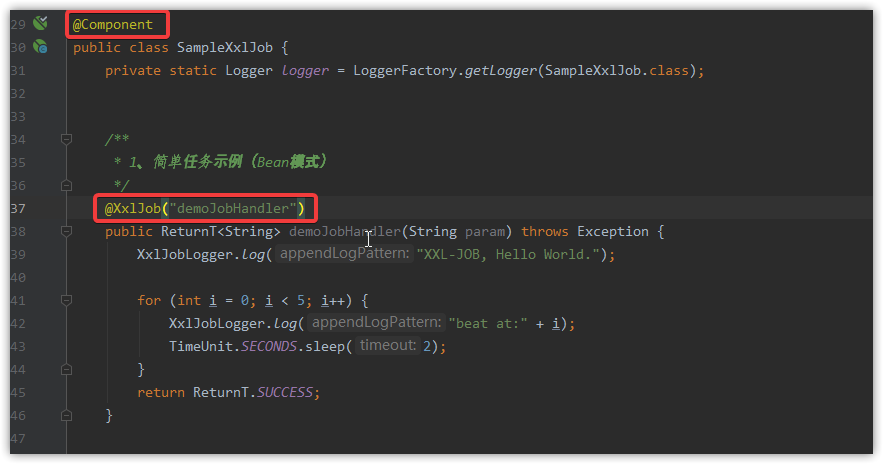 29 @Component
30 public class SampleXxlJob {
31 private static Logger logger = LoggerFactory.getLogger(SampleXxlJob.class);
32
33
34 /**
35 * 1、简单任务示例（Bean模式）
36 */
37 @XxlJob("demoJobHandler")
38 public ReturnT<String> demoJobHandler(String param) throws Exception {
39 XxlJobLogger.log( appendLogPattern: "XXL-JOB, Hello World.");
40
41 for (int i = 0; i < 5; i++) {
42 XxlJobLogger.log( appendLogPattern: "beat at:" + i);
43 TimeUnit.SECONDS.sleep( timeout: 2);
44 }
45 return ReturnT.SUCCESS;
46 }
47